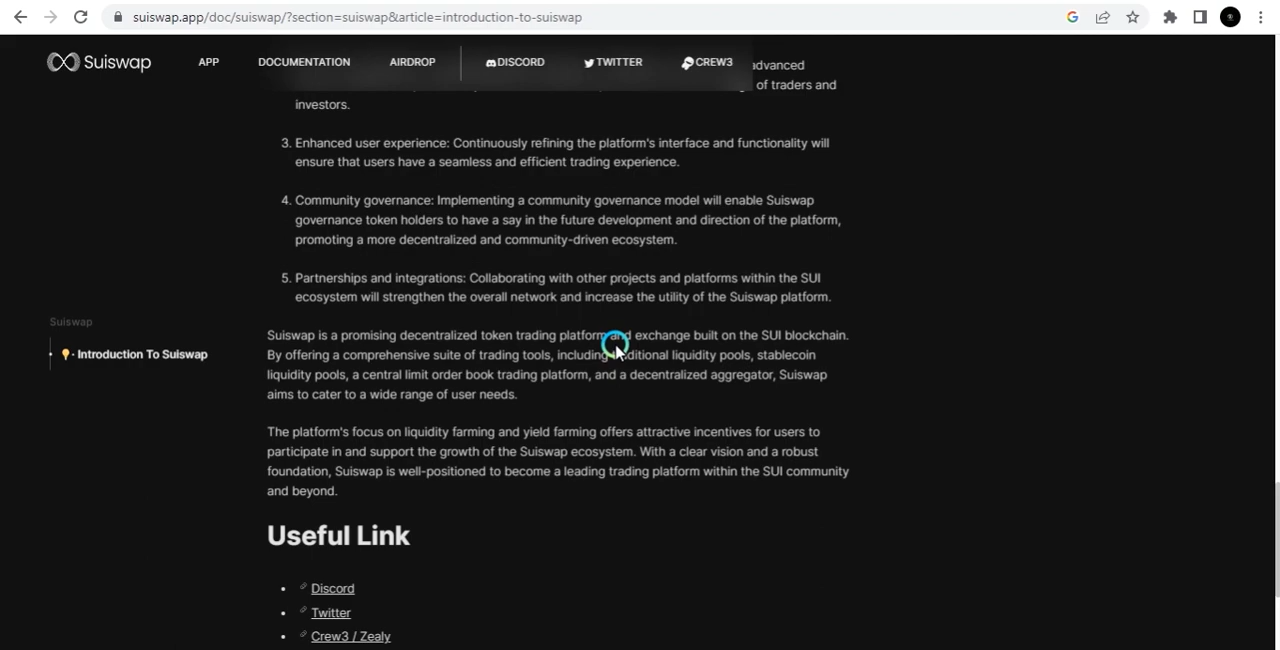 suiswap.app/doc/suiswap/?section=suiswap&article=introduction-to-suiswap
Suiswap
APP
DOCUMENTATION
AIRDROP
DISCORD
TWITTER
CREW3
advanced
of traders and
investors.
3. Enhanced user experience: Continuously refining the platform's interface and functionality will
ensure that users have a seamless and efficient trading experience.
4. Community governance: Implementing a community governance model will enable Suiswap
governance token holders to have a say in the future development and direction of the platform,
promoting a more decentralized and community-driven ecosystem.
5. Partnerships and integrations: Collaborating with other projects and platforms within the SUI
ecosystem will strengthen the overall network and increase the utility of the Suiswap platform.
Suiswap
Introduction To Suiswap
Suiswap is a promising decentralized token trading platform and exchange built on the SUI blockchain.
By offering a comprehensive suite of trading tools, including traditional liquidity pools, stablecoin
liquidity pools, a central limit order book trading platform, and a decentralized aggregator, Suiswap
aims to cater to a wide range of user needs.
The platform's focus on liquidity farming and yield farming offers attractive incentives for users to
participate in and support the growth of the Suiswap ecosystem. With a clear vision and a robust
foundation, Suiswap is well-positioned to become a leading trading platform within the SUI community
and beyond.
Useful Link
Discord
Twitter
Crew3 / Zealy